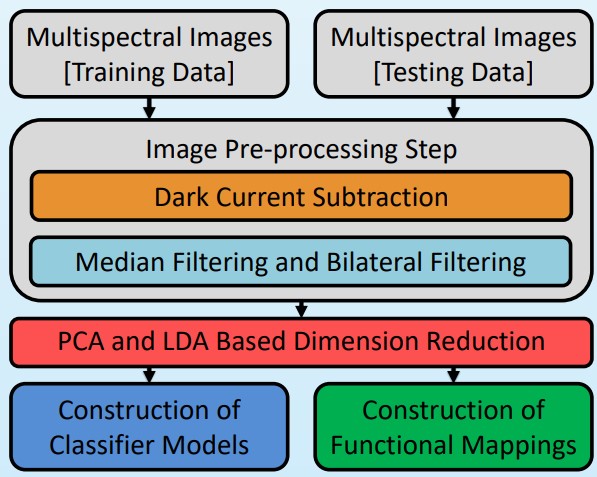 Multispectral Images
[Training Data]
Multispectral Images
[Testing Data]
Image Pre-processing Step
Dark Current Subtraction
Median Filtering and Bilateral Filtering
PCA and LDA Based Dimension Reduction
Construction of
Classifier Models
Construction of
Functional Mappings